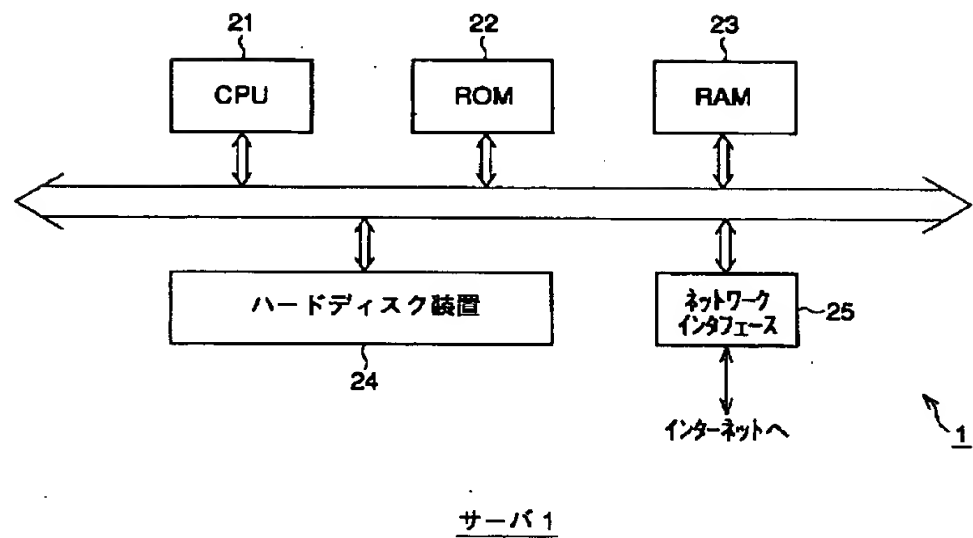 21
22
23
CPU
ROM
RAM
ハードディスク装置
ネットワーク
インタフェース
25
24
インターネットへ
1
サーバ1